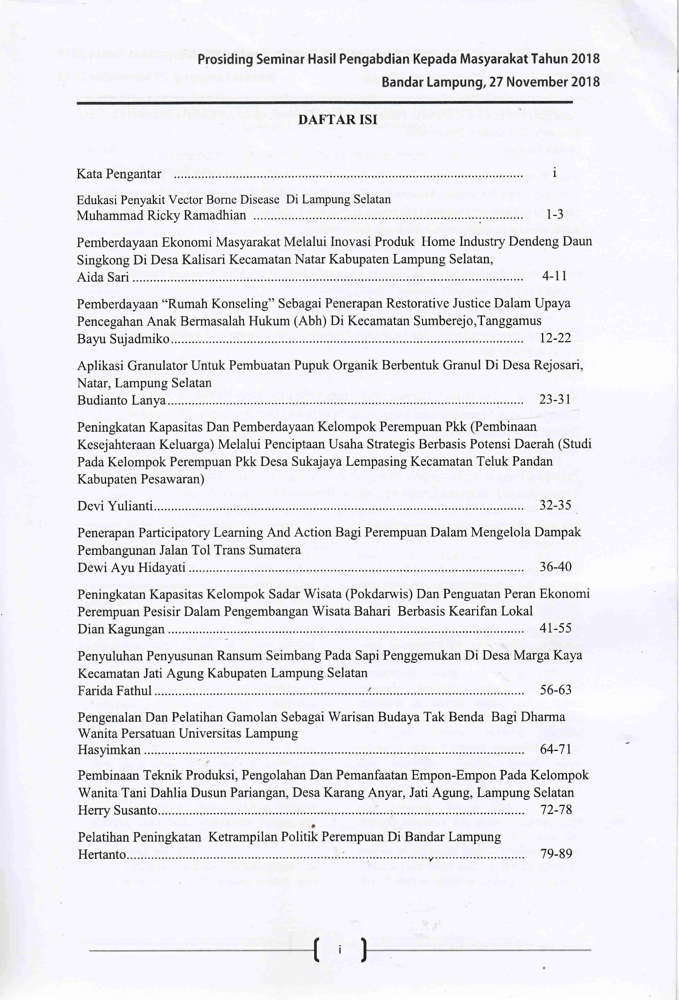 Prosiding Seminar Hasil Pengabdian Kepada Masyarakat Tahun 2018
Bandar Lampung, 27 November 2018
DAFTAR ISI
Kata Pengantar ........................................ i
Edukasi Penyakit Vector Borne Disease Di Lampung Selatan
Muhammad Ricky Ramadhian ........................................ 1-3
Pemberdayaan Ekonomi Masyarakat Melalui Inovasi Produk Home Industry Dendeng Daun
Singkong Di Desa Kalisari Kecamatan Natar Kabupaten Lampung Selatan,
Aida Sari ........................................ 4-11
Pemberdayaan “Rumah Konseling” Sebagai Penerapan Restorative Justice Dalam Upaya
Pencegahan Anak Bermasalah Hukum (Abh) Di Kecamatan Sumberejo,Tanggamus
Bayu Sujadmiko ........................................ 12-22
Aplikasi Granulator Untuk Pembuatan Pupuk Organik Berbentuk Granul Di Desa Rejosari,
Natar, Lampung Selatan
Budianto Lanya ........................................ 23-31
Peningkatan Kapasitas Dan Pemberdayaan Kelompok Perempuan Pkk (Pembinaan
Kesejahteraan Keluarga) Melalui Penciptaan Usaha Strategis Berbasis Potensi Daerah (Studi
Pada Kelompok Perempuan Pkk Desa Sukajaya Lempasing Kecamatan Teluk Pandan
Kabupaten Pesawaran)
Devi Yulianti ........................................ 32-35
Penerapan Participatory Learning And Action Bagi Perempuan Dalam Mengelola Dampak
Pembangunan Jalan Tol Trans Sumatera
Dewi Ayu Hidayati ........................................ 36-40
Peningkatan Kapasitas Kelompok Sadar Wisata (Pokdarwis) Dan Penguatan Peran Ekonomi
Perempuan Pesisir Dalam Pengembangan Wisata Bahari Berbasis Kearifan Lokal
Dian Kagungan ........................................ 41-55
Penyuluhan Penyusunan Ransum Seimbang Pada Sapi Penggemukan Di Desa Marga Kaya
Kecamatan Jati Agung Kabupaten Lampung Selatan
Farida Fathul ........................................ 56-63
Pengenalan Dan Pelatihan Gamolan Sebagai Warisan Budaya Tak Benda Bagi Dharma
Wanita Persatuan Universitas Lampung
Hasyimkan ........................................ 64-71
Pembinaan Teknik Produksi, Pengolahan Dan Pemanfaatan Empon-Empon Pada Kelompok
Wanita Tani Dahlia Dusun Pariangan, Desa Karang Anyar, Jati Agung, Lampung Selatan
Herry Susanto ........................................ 72-78
Pelatihan Peningkatan Ketrampilan Politik Perempuan Di Bandar Lampung
Hertanto ........................................ 79-89
i